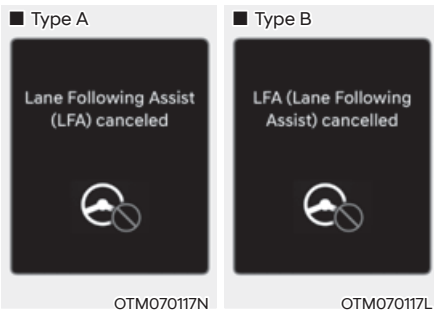 ■ Type A
Lane Following Assist
(LFA) canceled
OTM070117N
■ Type B
LFA (Lane Following
Assist) cancelled
OTM070117L